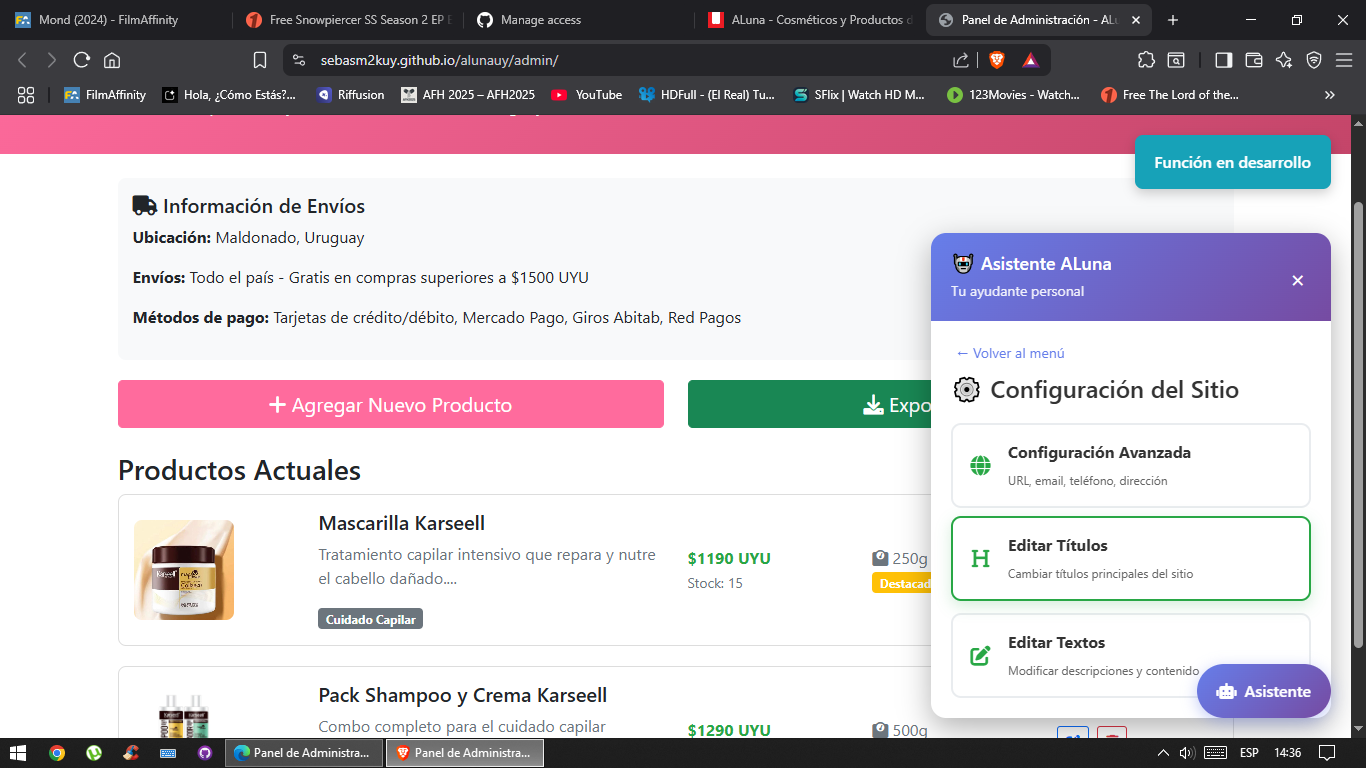 Mond (2024) - FilmAffinity
Free Snowpiercer SS Season 2 EP E
Manage access
ALuna - Cosméticos y Productos d
Panel de Administración - ALu
sebasm2kuy.github.io/alunauy/admin/
FilmAffinity
Hola, ¿Cómo Estás?...
Riffusion
AFH 2025 – AFH2025
YouTube
HDFull - (El Real) Tu...
SFlix | Watch HD M...
123Movies - Watch...
Free The Lord of the...
Función en desarrollo
Información de Envíos
Ubicación: Maldonado, Uruguay
Envíos: Todo el país - Gratis en compras superiores a $1500 UYU
Métodos de pago: Tarjetas de crédito/débito, Mercado Pago, Giros Abitab, Red Pagos
+ Agregar Nuevo Producto
Expo
Productos Actuales
Mascarilla Karseell
Tratamiento capilar intensivo que repara y nutre
el cabello dañado....
Cuidado Capilar
$1190 UYU
Stock: 15
250g
Destacad
Pack Shampoo y Crema Karseell
Combo completo para el cuidado capilar
$1290 UYU
500g
Asistente ALuna
Tu ayudante personal
← Volver al menú
Configuración del Sitio
Configuración Avanzada
URL, email, teléfono, dirección
Editar Títulos
Cambiar títulos principales del sitio
Editar Textos
Modificar descripciones y contenido
Asistente
Panel de Administra...
Panel de Administra...
ESP
14:36